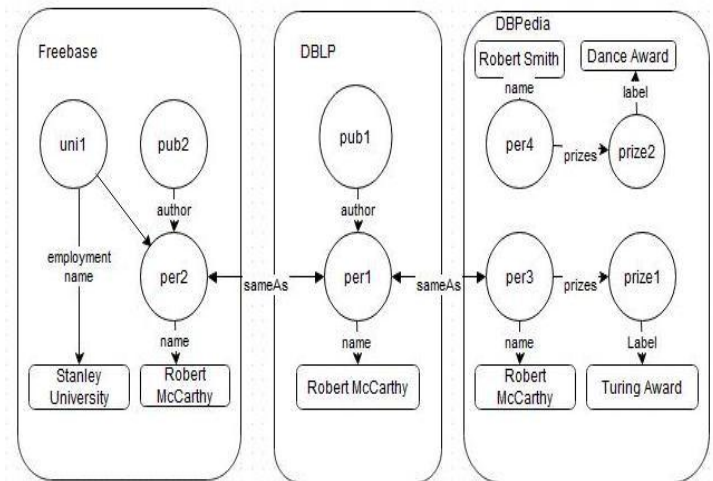 Freebase
uni1
pub2
author
employment
name
per2
name
Stanley
University
Robert
McCarthy
sameAs
DBLP
pub1
author
per1
name
Robert McCarthy
sameAs
DBPedia
Robert Smith
Dance Award
name
label
per4
prizes
prize2
per3
prizes
prize1
name
Label
Robert
McCarthy
Turing Award